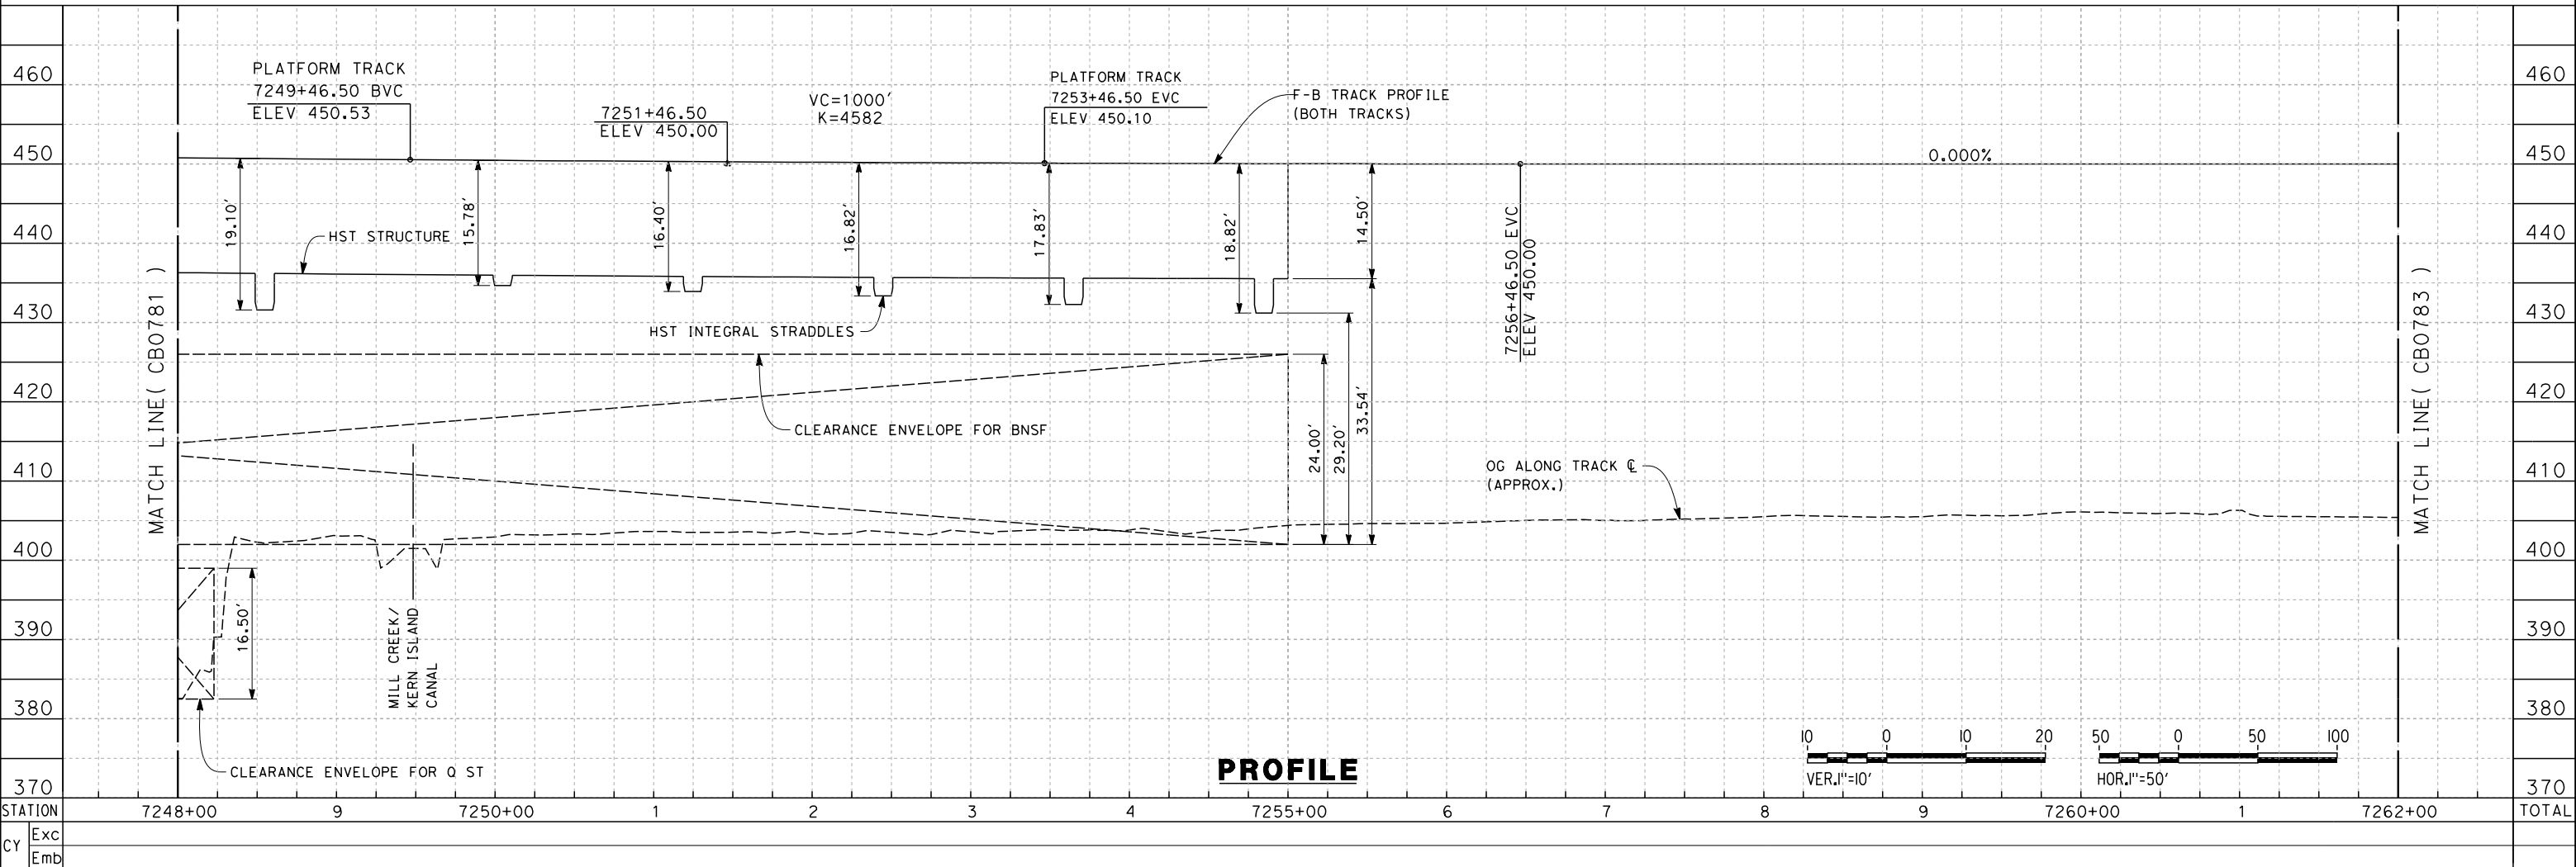 PLATFORM TRACK
7249+46.50 BVC
ELEV 450.53
7251+46.50
ELEV 450.00
VC=1000'
K=4582
PLATFORM TRACK
7253+46.50 EVC
ELEV 450.10
F-B TRACK PROFILE
(BOTH TRACKS)
0.000%
460
450
440
430
420
410
400
390
380
370
460
450
440
430
420
410
400
390
380
370
MATCH LINE( CB0781 )
MATCH LINE( CB0783 )
19.10'
15.78'
16.40'
16.82'
17.83'
18.82'
14.50'
HST STRUCTURE
HST INTEGRAL STRADDLES
7256+46.50 EVC
ELEV 450.00
CLEARANCE ENVELOPE FOR BNSF
24.00'
29.20'
33.54'
OG ALONG TRACK ℄
(APPROX.)
16.50'
MILL CREEK/
KERN ISLAND
CANAL
CLEARANCE ENVELOPE FOR Q ST
PROFILE
10 0 10 20
VER.1"=10'
50 0 50 100
HOR.1"=50'
STATION 7248+00 9 7250+00 1 2 3 4 7255+00 6 7 8 9 7260+00 1 7262+00 TOTAL
CY
Exc
Emb